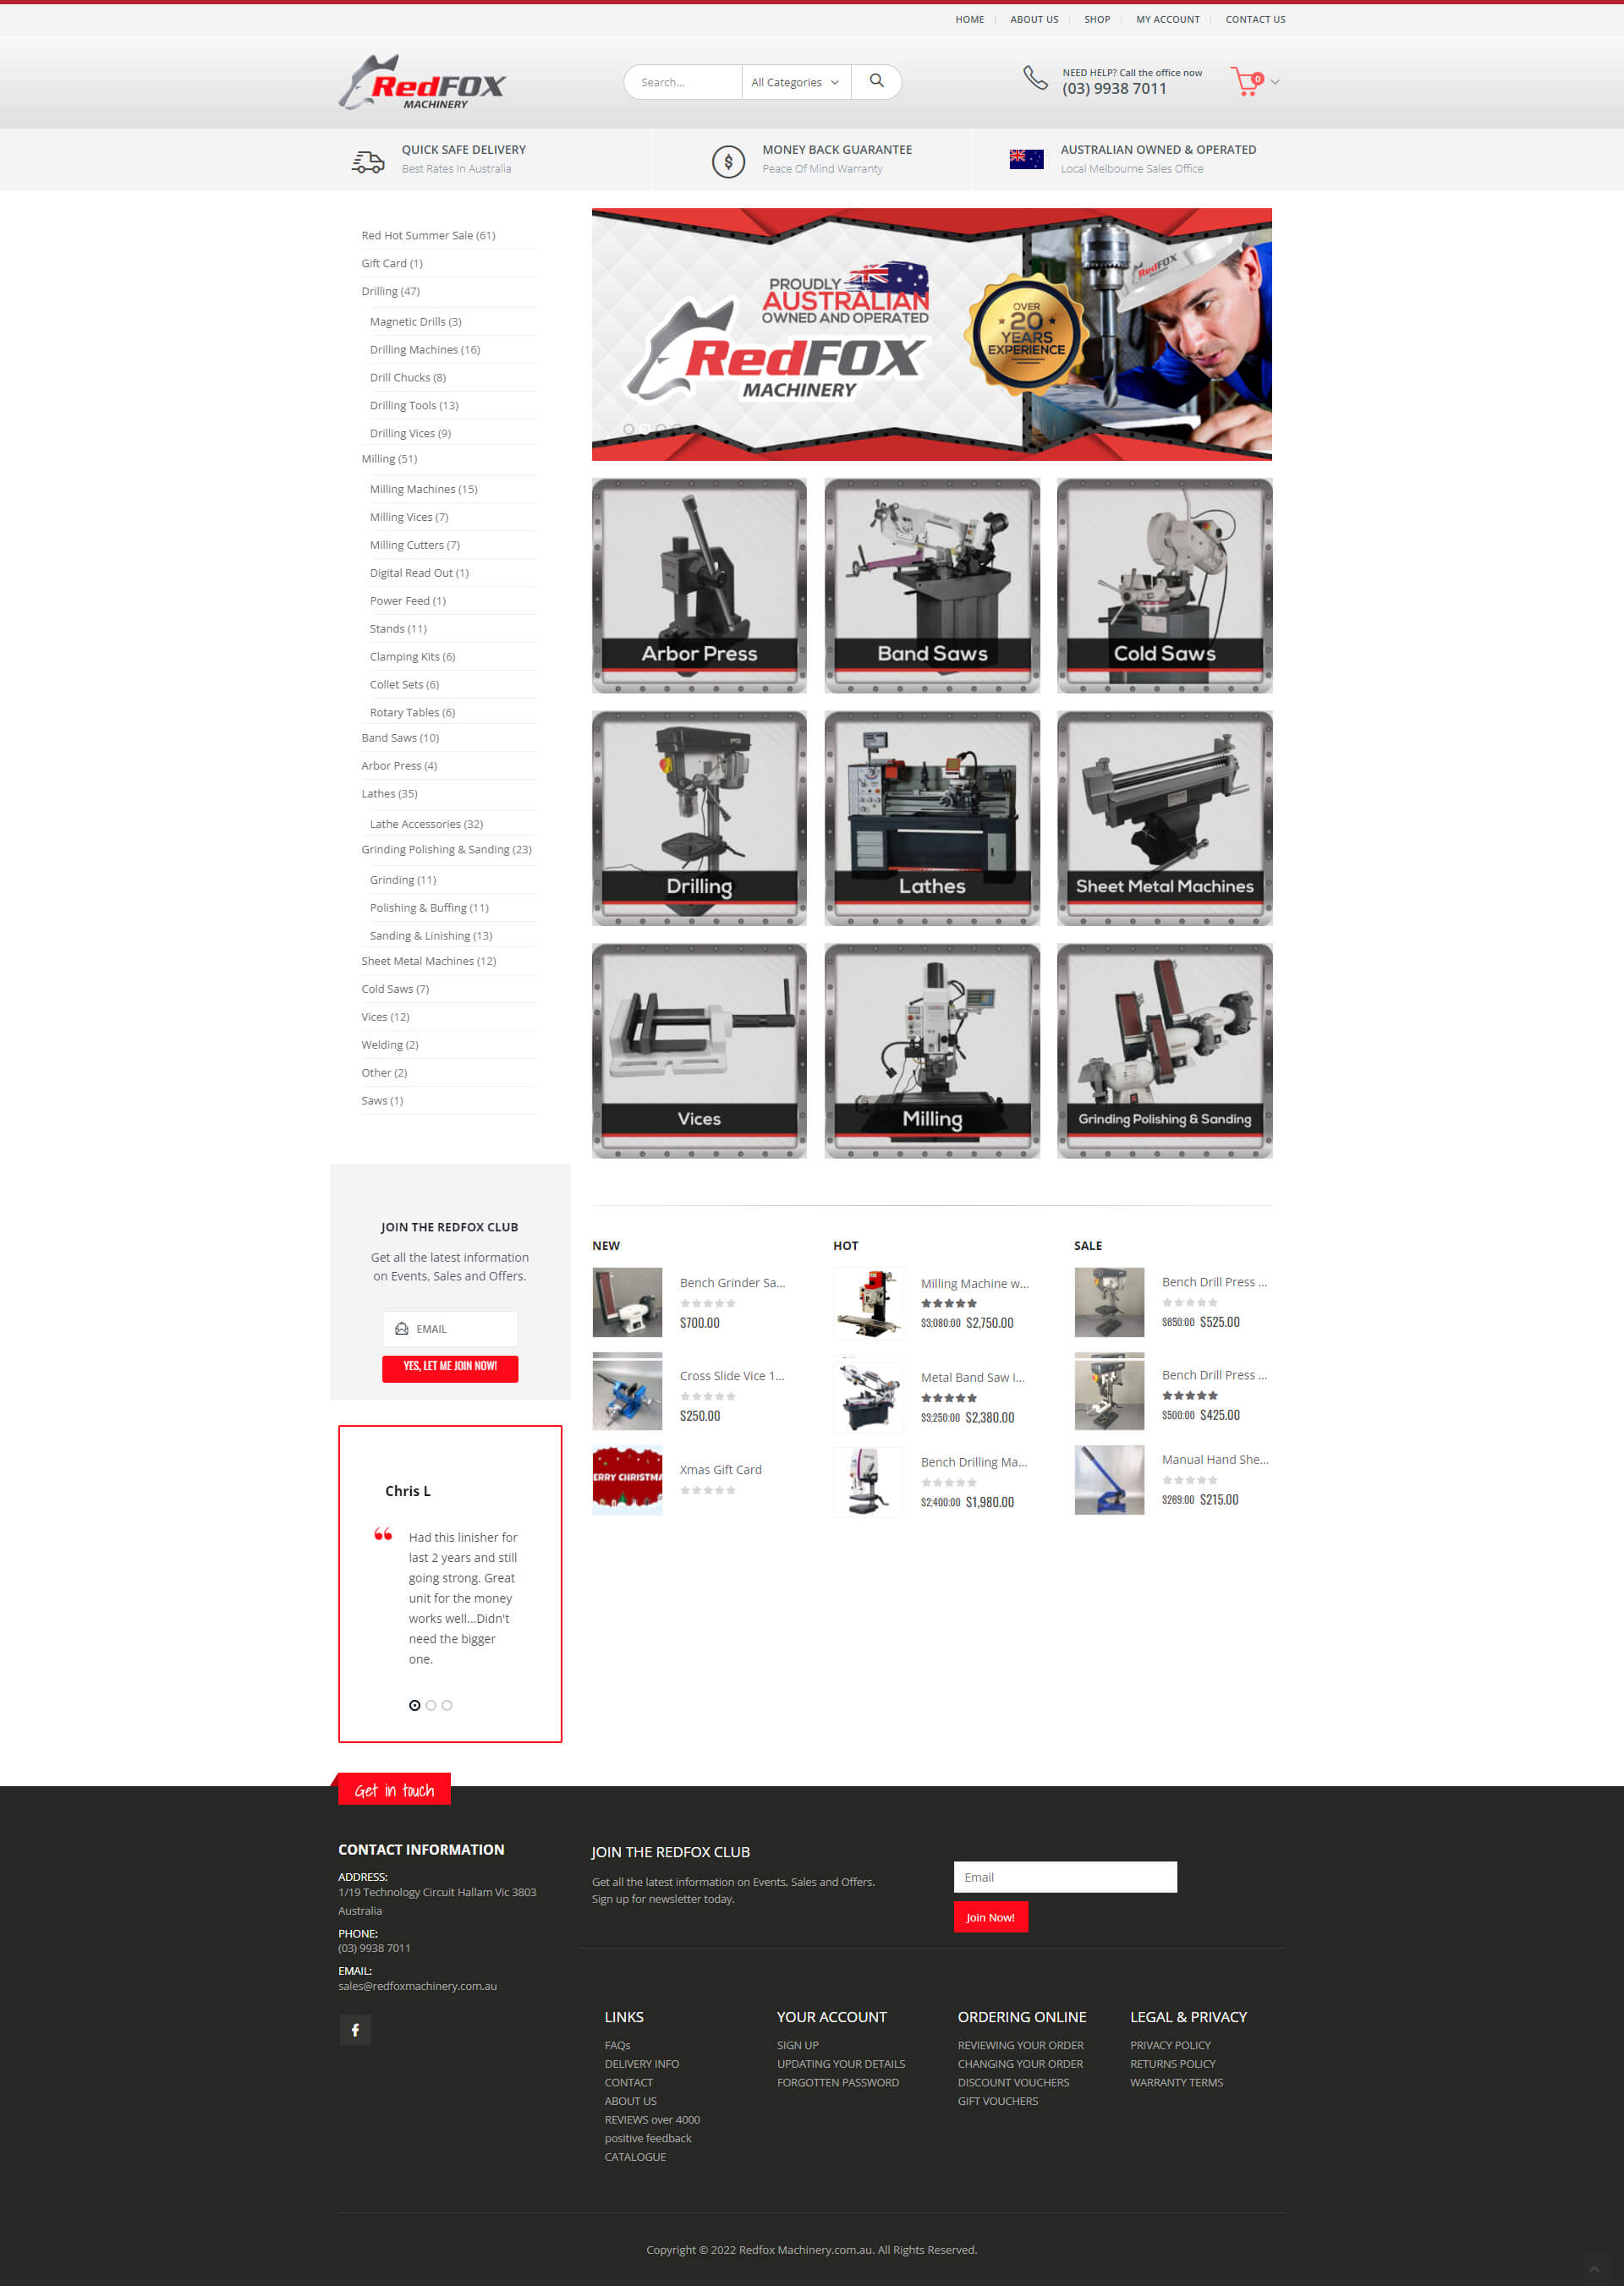 HOME
ABOUT US
SHOP
MY ACCOUNT
CONTACT US
RedFOX
MACHINERY
Search...
All Categories
NEED HELP? Call the office now
(03) 9938 7011
0
QUICK SAFE DELIVERY
Best Rates In Australia
MONEY BACK GUARANTEE
Peace Of Mind Warranty
AUSTRALIAN OWNED & OPERATED
Local Melbourne Sales Office
Red Hot Summer Sale (61)
Gift Card (1)
Drilling (47)
Magnetic Drills (3)
Drilling Machines (16)
Drill Chucks (8)
Drilling Tools (13)
Drilling Vices (9)
Milling (51)
Milling Machines (15)
Milling Vices (7)
Milling Cutters (7)
Digital Read Out (1)
Power Feed (1)
Stands (11)
Clamping Kits (6)
Collet Sets (6)
Rotary Tables (6)
Band Saws (10)
Arbor Press (4)
Lathes (35)
Lathe Accessories (32)
Grinding Polishing & Sanding (23)
Grinding (11)
Polishing & Buffing (11)
Sanding & Linishing (13)
Sheet Metal Machines (12)
Cold Saws (7)
Vices (12)
Welding (2)
Other (2)
Saws (1)
PROUDLY
AUSTRALIAN
OWNED AND OPERATED
RedFOX
MACHINERY
OVER
20
YEARS
EXPERIENCE
RedFOX
Arbor Press
Band Saws
Cold Saws
Drilling
Lathes
Sheet Metal Machines
Vices
Milling
Grinding Polishing & Sanding
JOIN THE REDFOX CLUB
Get all the latest information
on Events, Sales and Offers.
EMAIL
YES, LET ME JOIN NOW!
Chris L
Had this linisher for
last 2 years and still
going strong. Great
unit for the money
works well...Didn't
need the bigger
one.
NEW
Bench Grinder Sa...
$700.00
Cross Slide Vice 1...
$250.00
ERRY CHRISTMA
Xmas Gift Card
HOT
Milling Machine w...
$3,080.00 $2,750.00
Metal Band Saw I...
$3,250.00 $2,380.00
Bench Drilling Ma...
$2,400.00 $1,980.00
SALE
Bench Drill Press ...
$650.00 $525.00
Bench Drill Press ...
$500.00 $425.00
Manual Hand She...
$269.00 $215.00
Get in touch
CONTACT INFORMATION
ADDRESS:
1/19 Technology Circuit Hallam Vic 3803
Australia
PHONE:
(03) 9938 7011
EMAIL:
sales@redfoxmachinery.com.au
JOIN THE REDFOX CLUB
Get all the latest information on Events, Sales and Offers.
Sign up for newsletter today.
Email
Join Now!
LINKS
FAQs
DELIVERY INFO
CONTACT
ABOUT US
REVIEWS over 4000
positive feedback
CATALOGUE
YOUR ACCOUNT
SIGN UP
UPDATING YOUR DETAILS
FORGOTTEN PASSWORD
ORDERING ONLINE
REVIEWING YOUR ORDER
CHANGING YOUR ORDER
DISCOUNT VOUCHERS
GIFT VOUCHERS
LEGAL & PRIVACY
PRIVACY POLICY
RETURNS POLICY
WARRANTY TERMS
Copyright © 2022 Redfox Machinery.com.au. All Rights Reserved.